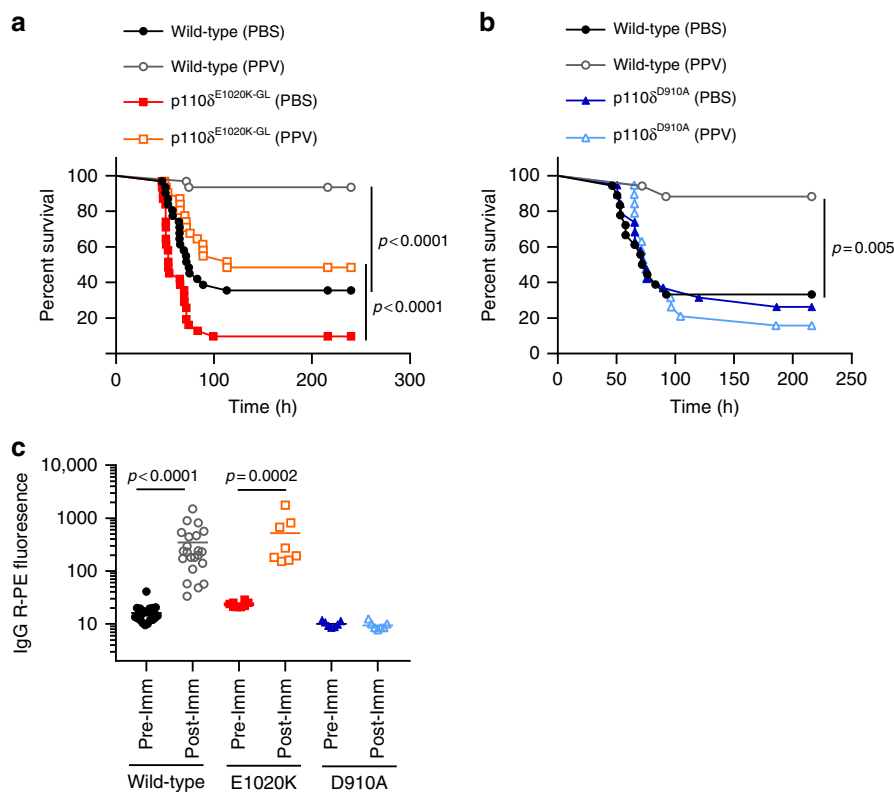 a
Wild-type (PBS)
Wild-type (PPV)
p110δE1020K-GL (PBS)
p110δE1020K-GL (PPV)
100
80
60
40
20
0
Percent survival
p<0.0001
p<0.0001
0 100 200 300
Time (h)
b
Wild-type (PBS)
Wild-type (PPV)
p110δD910A (PBS)
p110δD910A (PPV)
100
80
60
40
20
0
Percent survival
p=0.005
0 50 100 150 200 250
Time (h)
c
10,000
1000
100
10
IgG R-PE fluoresence
p<0.0001
p=0.0002
Pre-Imm
Post-Imm
Pre-Imm
Post-Imm
Pre-Imm
Post-Imm
Wild-type E1020K D910A